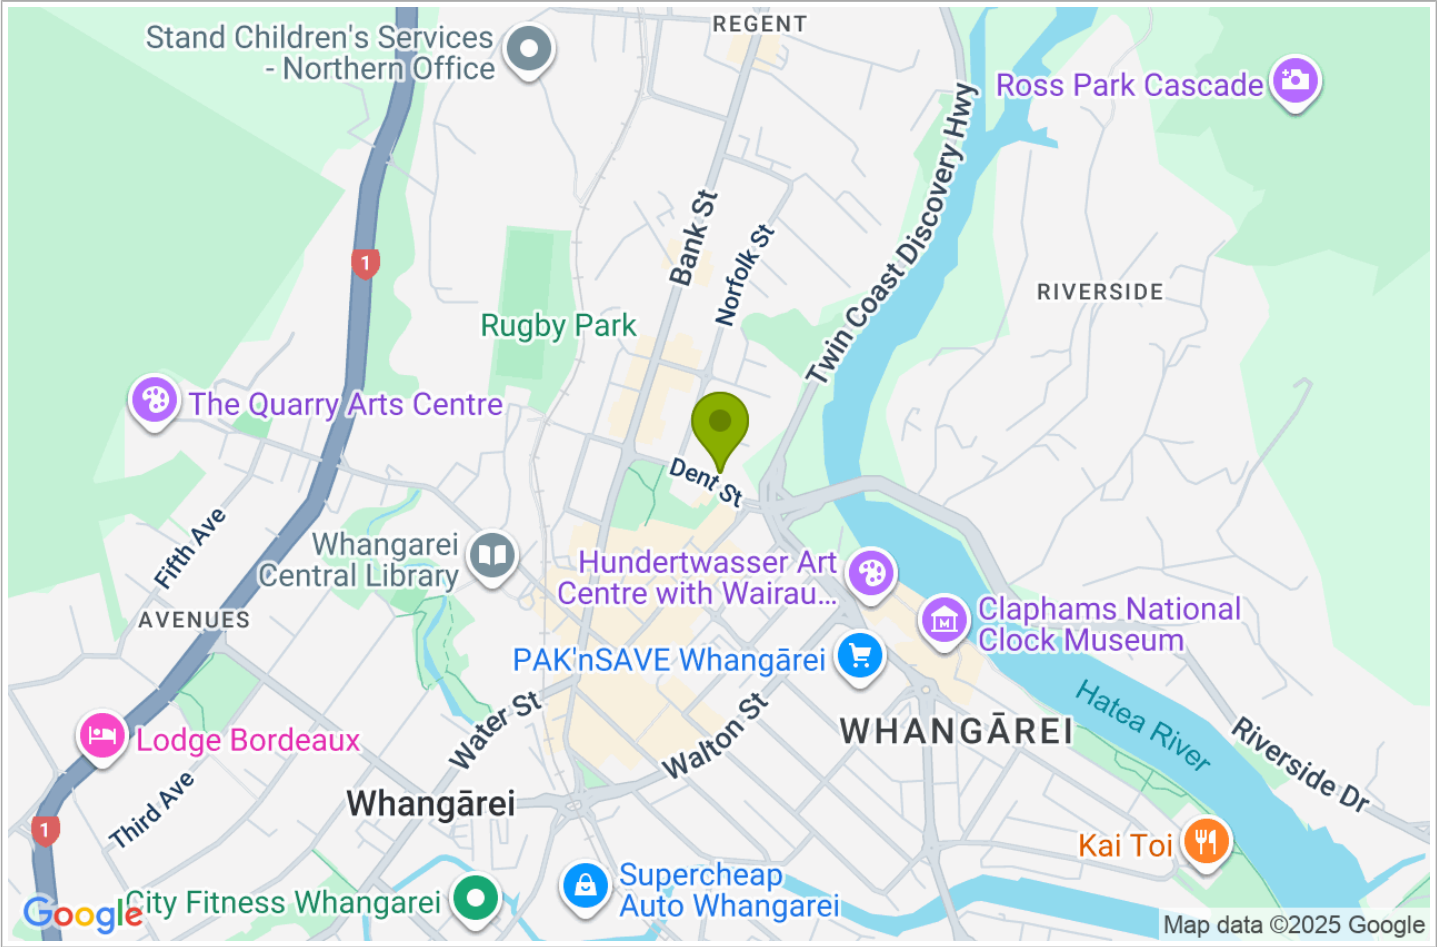 REGENT
Stand Children's Services
- Northern Office
Ross Park Cascade
Twin Coast Discovery Hwy
Bank St
Norfolk St
1
RIVERSIDE
Rugby Park
The Quarry Arts Centre
Dent St
Fifth Ave
Whangarei
Central Library
Hundertwasser Art
Centre with Wairau...
AVENUES
Claphams National
Clock Museum
PAK'nSAVE Whangārei
Water St
Walton St
WHANGĀREI
Hatea River
Riverside Dr
Lodge Bordeaux
Third Ave
Whangārei
1
Kai Toi
Supercheap
Auto Whangarei
City Fitness Whangarei
Google
Map data ©2025 Google